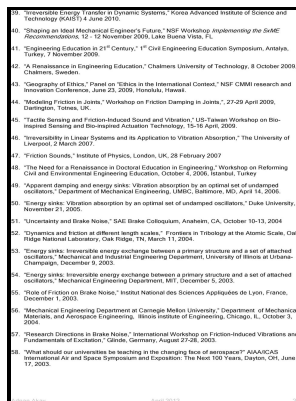 39. "Irreversible Energy Transfer in Dynamic Systems," Korea Advanced Institute of Science and
Technology (KAIST) 4 June 2010.
40. "Shaping an Ideal Mechanical Engineer's Future," NSF Workshop Implementing the 5xME
Recommendations, 12 - 12 November 2009, Lake Buena Vista, FL
41. "Engineering Education in 21st Century," 1st Civil Engineering Education Symposium, Antalya,
Turkey, 7 November 2009.
42. "A Renaissance in Engineering Education," Chalmers University of Technology, 8 October 2009.
Chalmers, Sweden.
43. "Geography of Ethics," Panel on "Ethics in the International Context," NSF CMMI research and
Innovation Conference, June 23, 2009, Honolulu, Hawaii.
44. "Modeling Friction in Joints," Workshop on Friction Damping in Joints,", 27-29 April 2009,
Dartington, Totnes, UK.
45. "Tactile Sensing and Friction-Induced Sound and Vibration," US-Taiwan Workshop on Bio-
inspired Sensing and Bio-inspired Actuation Technology, 15-16 April, 2009.
46. "Irreversibility in Linear Systems and its Application to Vibration Absorption," The University of
Liverpool, 2 March 2007.
47. "Friction Sounds," Institute of Physics, London, UK, 28 February 2007
48. "The Need for a Renaissance in Doctoral Education in Engineering," Workshop on Reforming
Civil and Environmental Engineering Education, October 4, 2006, Istanbul, Turkey
49. "Apparent damping and energy sinks: Vibration absorption by an optimal set of undamped
oscillators," Department of Mechanical Engineering, UMBC, Baltimore, MD, April 14, 2006.
50. "Energy sinks: Vibration absorption by an optimal set of undamped oscillators," Duke University,
November 21, 2005.
51. "Uncertainty and Brake Noise," SAE Brake Colloquium, Anaheim, CA, October 10-13, 2004
52. "Dynamics and friction at different length scales," Frontiers in Tribology at the Atomic Scale, Oak
Ridge National Laboratory, Oak Ridge, TN, March 11, 2004.
53. "Energy sinks: Irreversible energy exchange between a primary structure and a set of attached
oscillators," Mechanical and Industrial Engineering Department, University of Illinois at Urbana-
Champaign, December 9, 2003.
54. "Energy sinks: Irreversible energy exchange between a primary structure and a set of attached
oscillators," Mechanical Engineering Department, MIT, December 5, 2003.
55. "Role of Friction on Brake Noise," Institut National des Sciences Appliquées de Lyon, France,
December 1, 2003.
56. "Mechanical Engineering Department at Carnegie Mellon University," Department of Mechanical,
Materials, and Aerospace Engineering, Illinois institute of Engineering, Chicago, IL, October 3,
2004.
57. "Research Directions in Brake Noise," International Workshop on Friction-Induced Vibrations and
Fundamentals of Excitation," Glinde, Germany, August 27-28, 2003.
58. "What should our universities be teaching in the changing face of aerospace?" AIAA/ICAS
International Air and Space Symposium and Exposition: The Next 100 Years, Dayton, OH, June
17, 2003.
April 2013